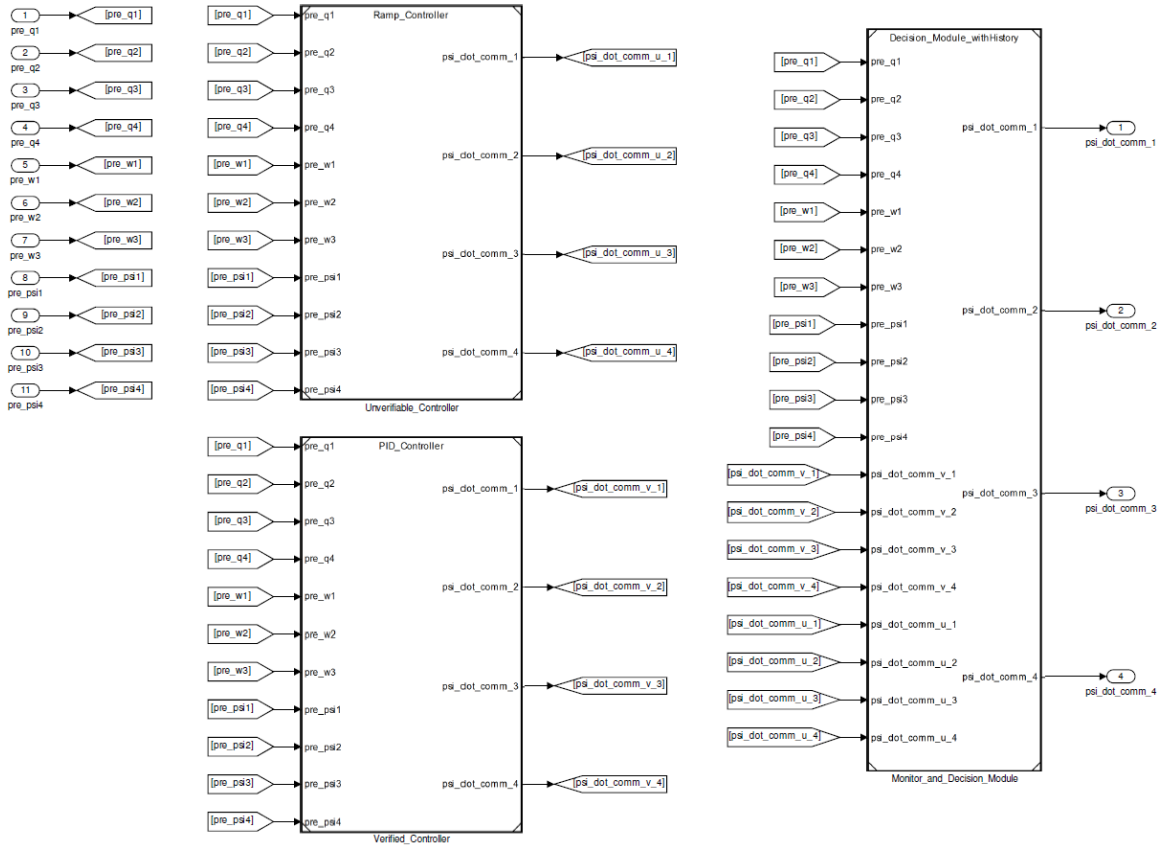 1
pre_q1
[pre_q1]
2
pre_q2
[pre_q2]
3
pre_q3
[pre_q3]
4
pre_q4
[pre_q4]
5
pre_w1
[pre_w1]
6
pre_w2
[pre_w2]
7
pre_w3
[pre_w3]
8
pre_psi1
[pre_psi1]
9
pre_psi2
[pre_psi2]
10
pre_psi3
[pre_psi3]
11
pre_psi4
[pre_psi4]
Ramp_Controller
[pre_q1] pre_q1
[pre_q2] pre_q2
[pre_q3] pre_q3
[pre_q4] pre_q4
[pre_w1] pre_w1
[pre_w2] pre_w2
[pre_w3] pre_w3
[pre_psi1] pre_psi1
[pre_psi2] pre_psi2
[pre_psi3] pre_psi3
[pre_psi4] pre_psi4
psi_dot_comm_1 [psi_dot_comm_u_1]
psi_dot_comm_2 [psi_dot_comm_u_2]
psi_dot_comm_3 [psi_dot_comm_u_3]
psi_dot_comm_4 [psi_dot_comm_u_4]
Unverifiable_Controller
PID_Controller
[pre_q1] pre_q1
[pre_q2] pre_q2
[pre_q3] pre_q3
[pre_q4] pre_q4
[pre_w1] pre_w1
[pre_w2] pre_w2
[pre_w3] pre_w3
[pre_psi1] pre_psi1
[pre_psi2] pre_psi2
[pre_psi3] pre_psi3
[pre_psi4] pre_psi4
psi_dot_comm_1 [psi_dot_comm_v_1]
psi_dot_comm_2 [psi_dot_comm_v_2]
psi_dot_comm_3 [psi_dot_comm_v_3]
psi_dot_comm_4 [psi_dot_comm_v_4]
Verified_Controller
Decision_Module_withHistory
[pre_q1] pre_q1
[pre_q2] pre_q2
[pre_q3] pre_q3
[pre_q4] pre_q4
[pre_w1] pre_w1
[pre_w2] pre_w2
[pre_w3] pre_w3
[pre_psi1] pre_psi1
[pre_psi2] pre_psi2
[pre_psi3] pre_psi3
[pre_psi4] pre_psi4
[psi_dot_comm_v_1] psi_dot_comm_v_1
[psi_dot_comm_v_2] psi_dot_comm_v_2
[psi_dot_comm_v_3] psi_dot_comm_v_3
[psi_dot_comm_v_4] psi_dot_comm_v_4
[psi_dot_comm_u_1] psi_dot_comm_u_1
[psi_dot_comm_u_2] psi_dot_comm_u_2
[psi_dot_comm_u_3] psi_dot_comm_u_3
[psi_dot_comm_u_4] psi_dot_comm_u_4
psi_dot_comm_1 1
psi_dot_comm_1
psi_dot_comm_2 2
psi_dot_comm_2
psi_dot_comm_3 3
psi_dot_comm_3
psi_dot_comm_4 4
psi_dot_comm_4
Monitor_and_Decision_Module